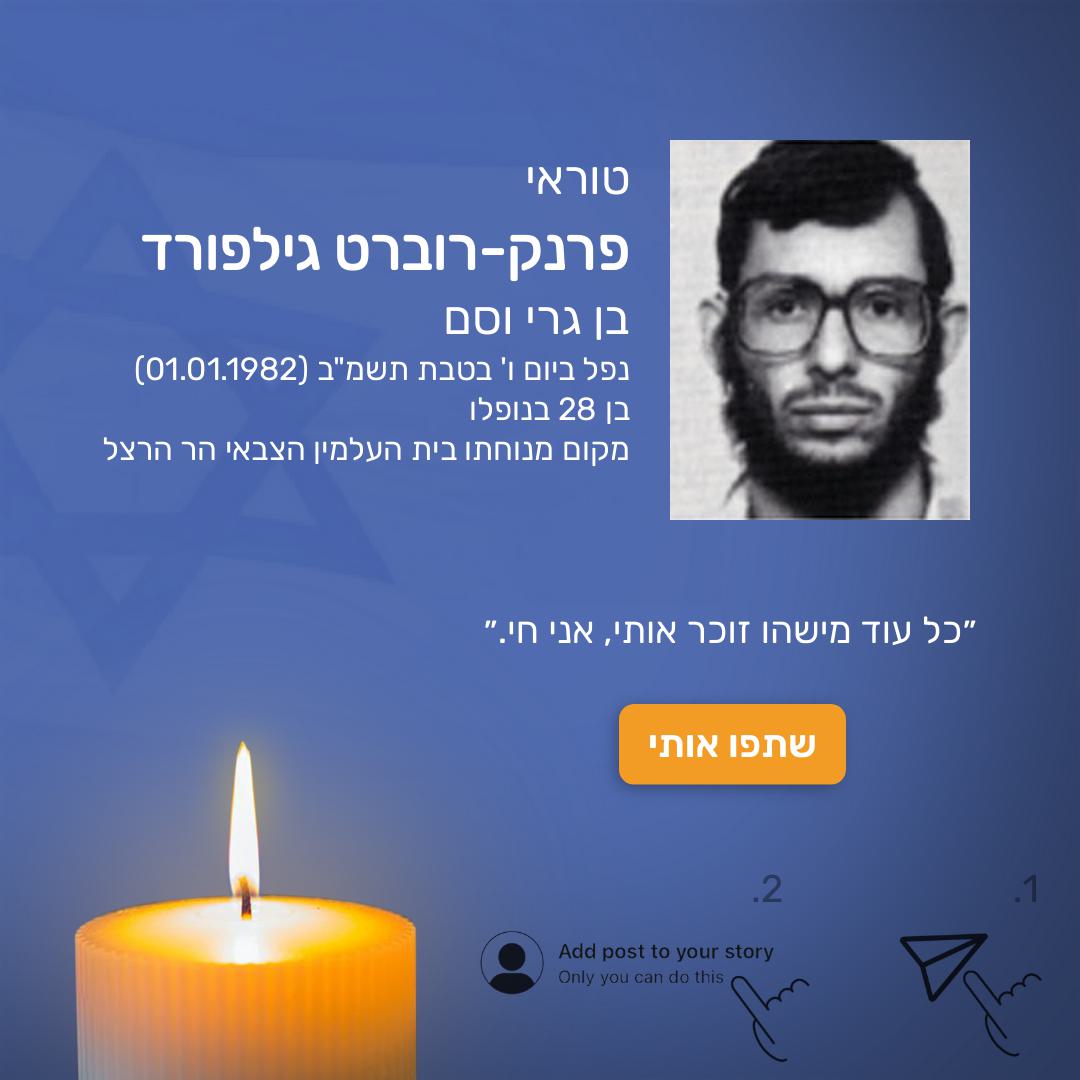 טוראי
פרנק-רוברט גילפורד
בן גרי וסם
נפל ביום ו' בטבת תשמ"ב (01.01.1982)
בן 28 בנופלו
מקום מנוחתו בית העלמין הצבאי הר הרצל
״כל עוד מישהו זוכר אותי, אני חי.״
שתפו אותי
1.
2.
Add post to your story
Only you can do this